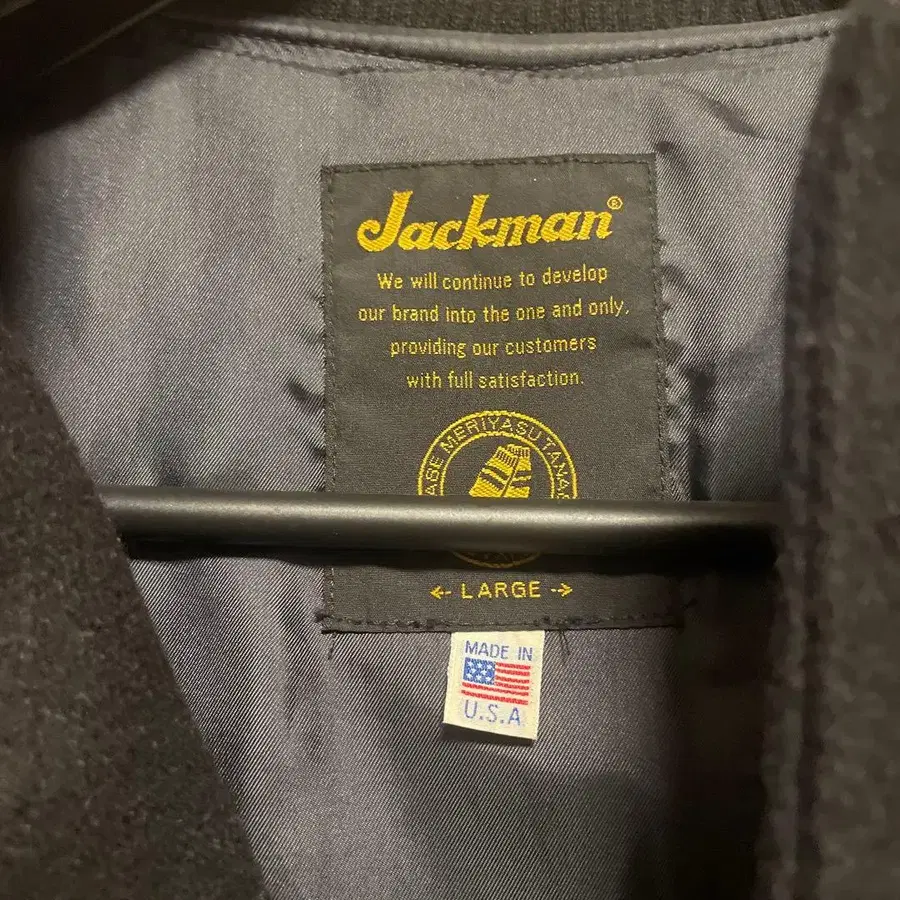 Jackman®
We will continue to develop
our brand into the one and only,
providing our customers
with full satisfaction.
MERIYASU
← LARGE →
MADE IN
U.S.A